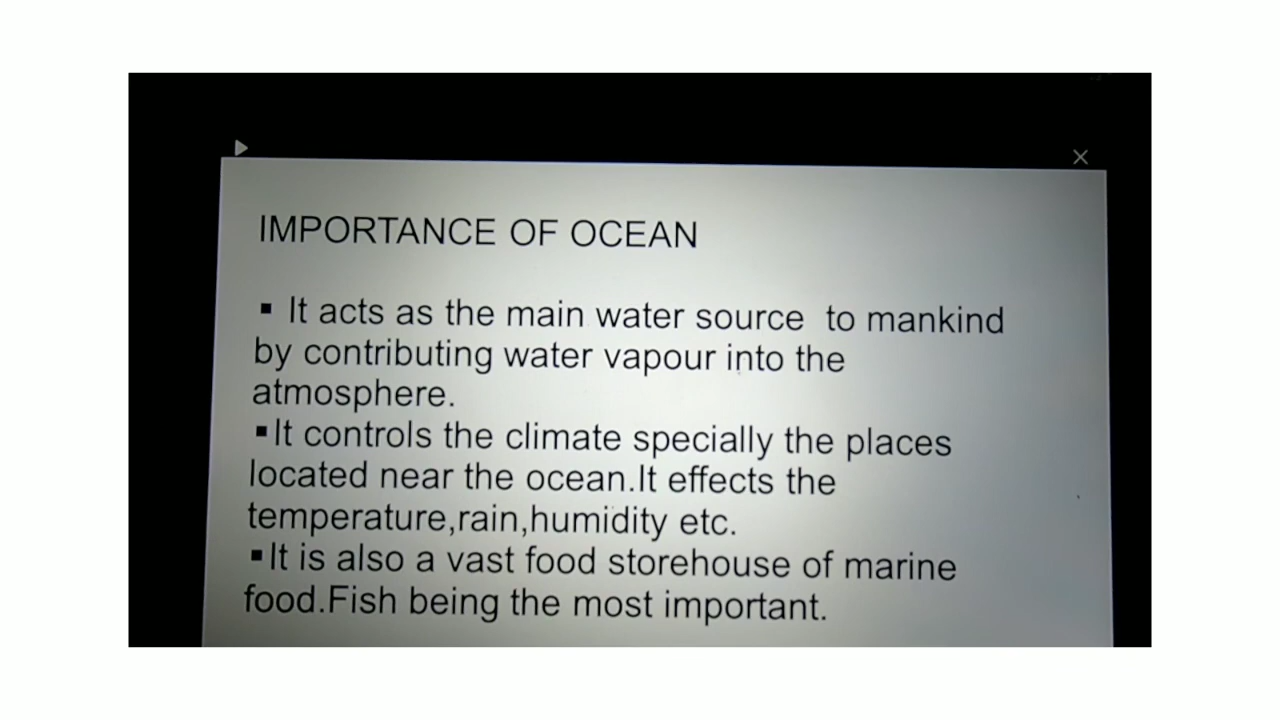 IMPORTANCE OF OCEAN
▪ It acts as the main water source to mankind
by contributing water vapour into the
atmosphere.
▪It controls the climate specially the places
located near the ocean.It effects the
temperature,rain,humidity etc.
▪It is also a vast food storehouse of marine
food.Fish being the most important.